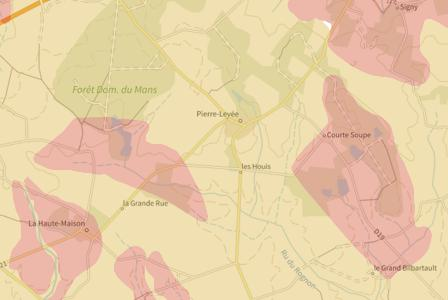 Signy
Forêt Dom. du Mans
Pierre-Levée
Courte Soupe
les Houis
la Grande Rue
La Haute-Maison
D19
Ru du Rognon
le Grand Bilbartault
21